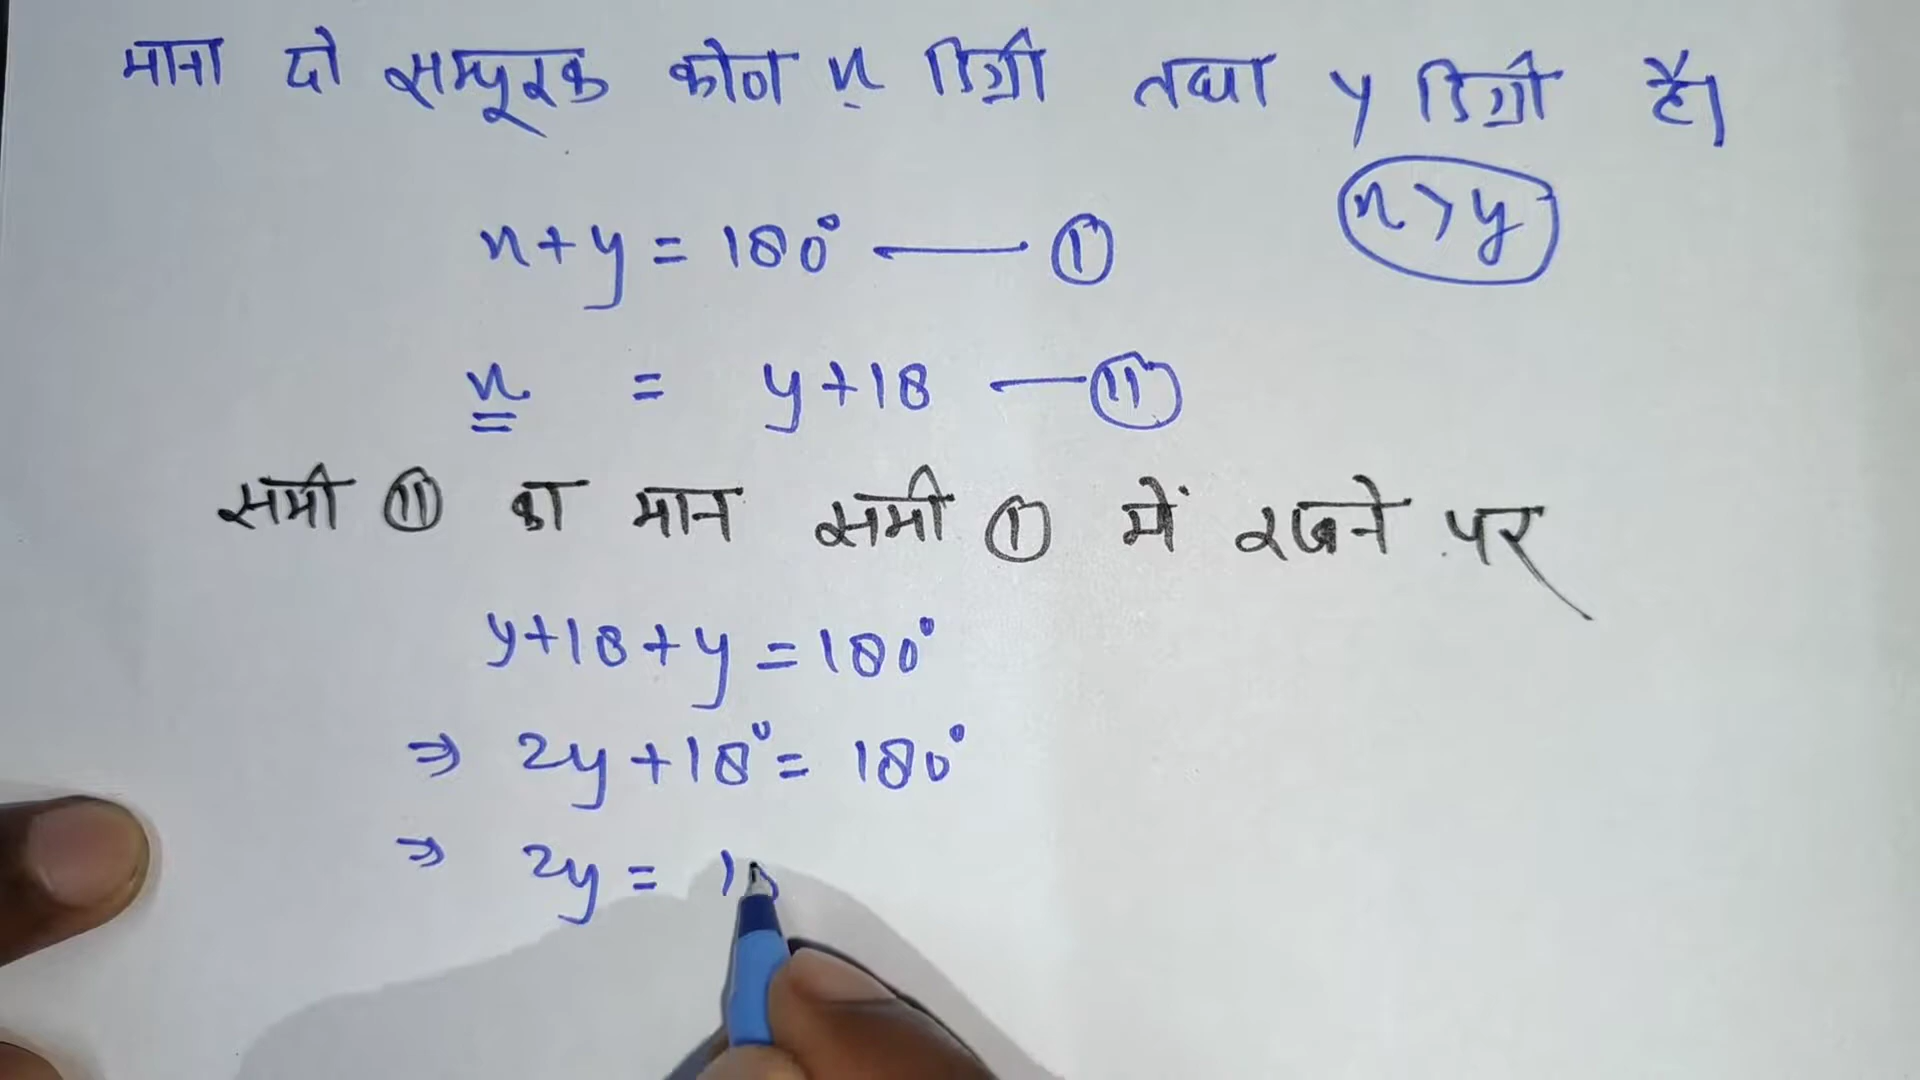 माना दो सम्पूरक कोण x डिग्री तथा y डिग्री है।
x > y
x + y = 180° — ①
x = y + 18 — ⑪
समी ⑪ का मान समी ① में रखने पर
y + 18 + y = 180°
⇒ 2y + 18° = 180°
⇒ 2y = 18